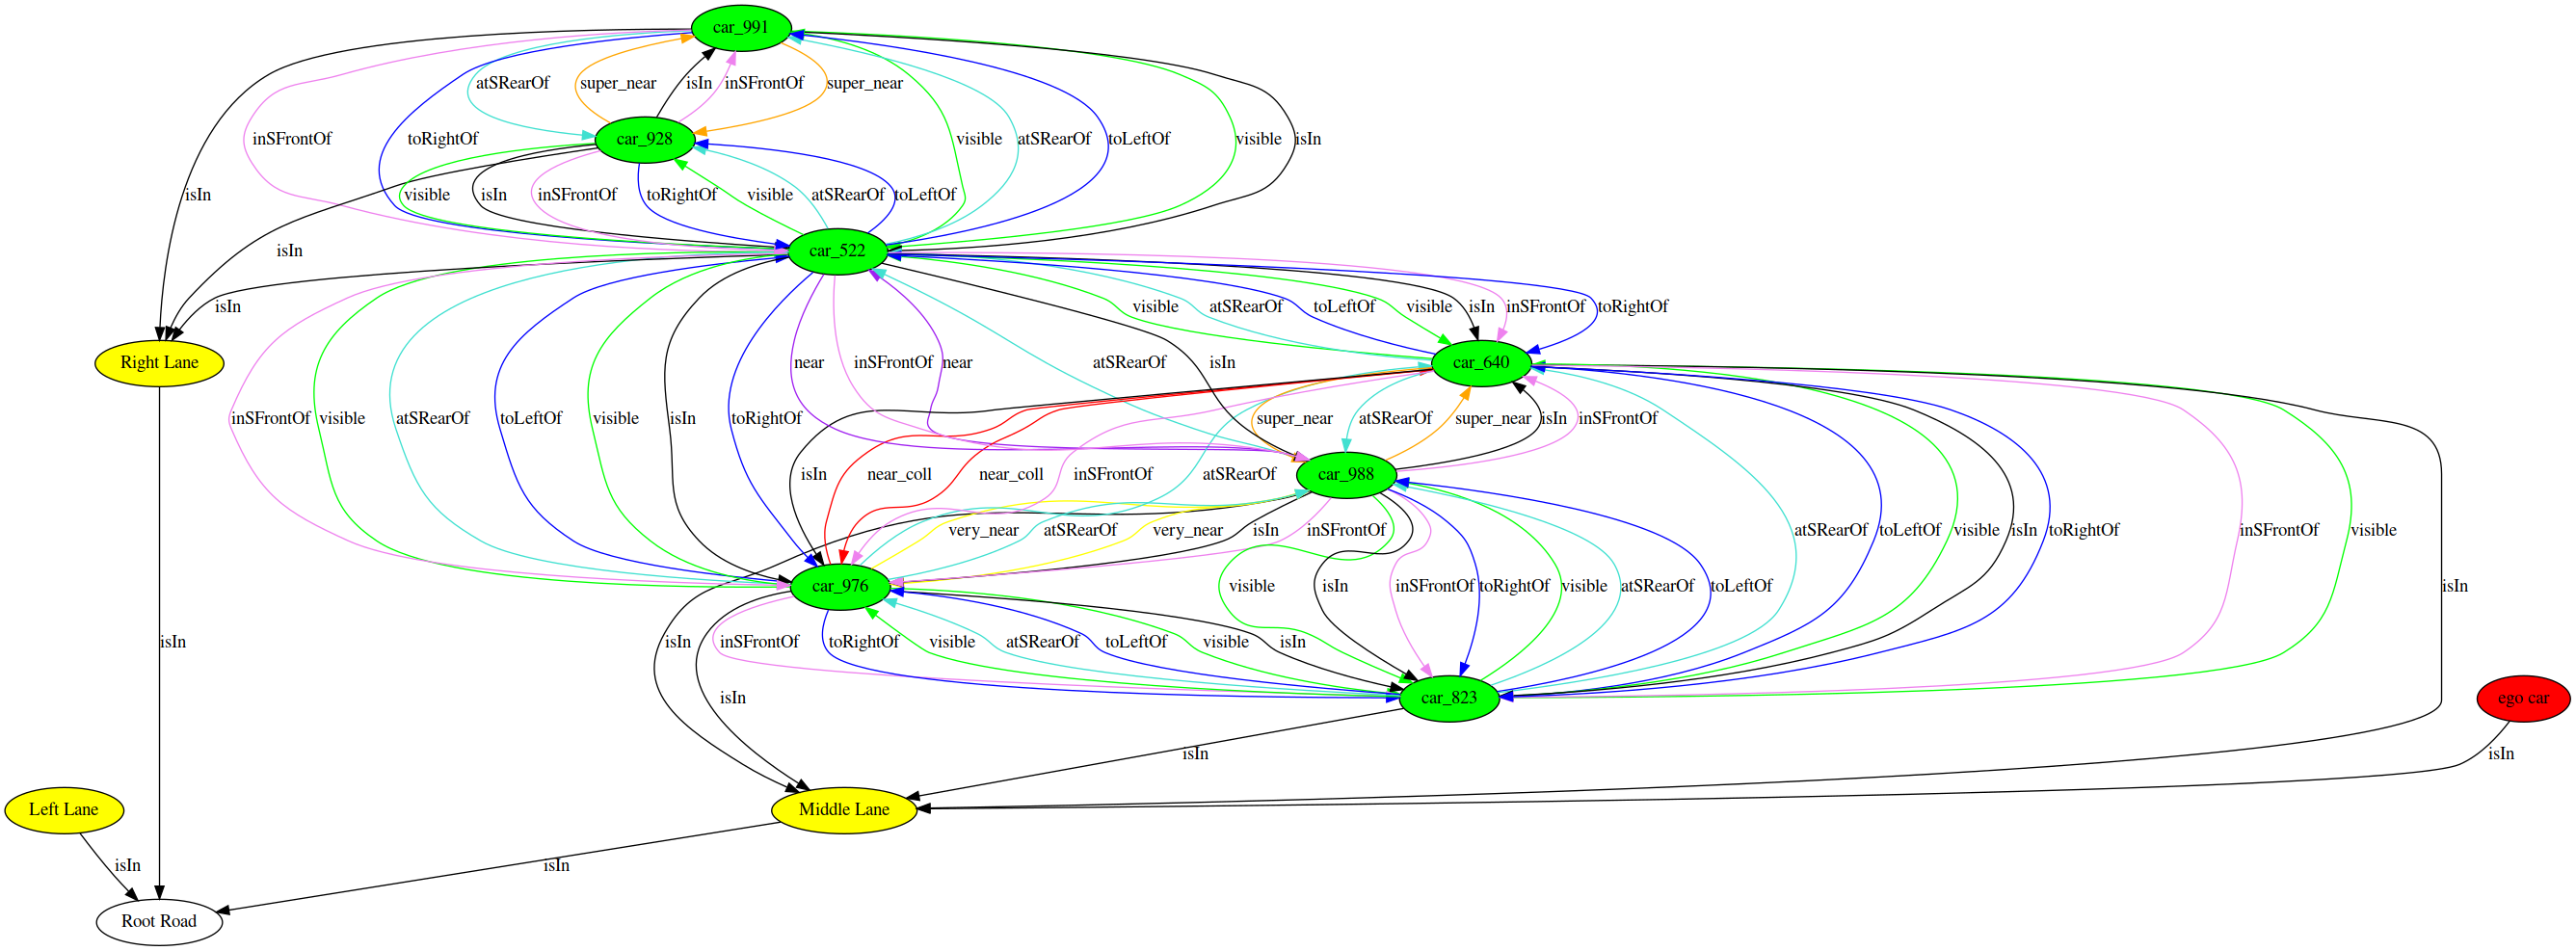 car_991
atSRearOf super_near isIn inSFrontOf super_near
inSFrontOf toRightOf car_928 visible atSRearOf toLeftOf visible isIn
isIn visible isIn inSFrontOf toRightOf visible atSRearOf toLeftOf
isIn car_522
isIn visible atSRearOf toLeftOf visible isIn inSFrontOf toRightOf
Right Lane near inSFrontOf near atSRearOf isIn car_640
inSFrontOf visible atSRearOf toLeftOf visible isIn toRightOf super_near atSRearOf super_near isIn inSFrontOf
isIn near_coll near_coll inSFrontOf atSRearOf car_988
very_near atSRearOf very_near isIn inSFrontOf atSRearOf toLeftOf visible isIn toRightOf inSFrontOf visible
car_976 visible isIn inSFrontOf toRightOf visible atSRearOf toLeftOf isIn
isIn isIn inSFrontOf toRightOf visible atSRearOf toLeftOf visible isIn
isIn car_823 ego car
isIn isIn
Left Lane Middle Lane
isIn isIn
Root Road